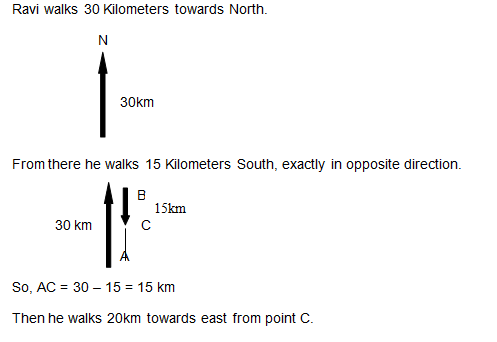 Ravi walks 30 Kilometers towards North.
N
30km
From there he walks 15 Kilometers South, exactly in opposite direction.
B
15km
30 km
C
A
So, AC = 30 – 15 = 15 km
Then he walks 20km towards east from point C.